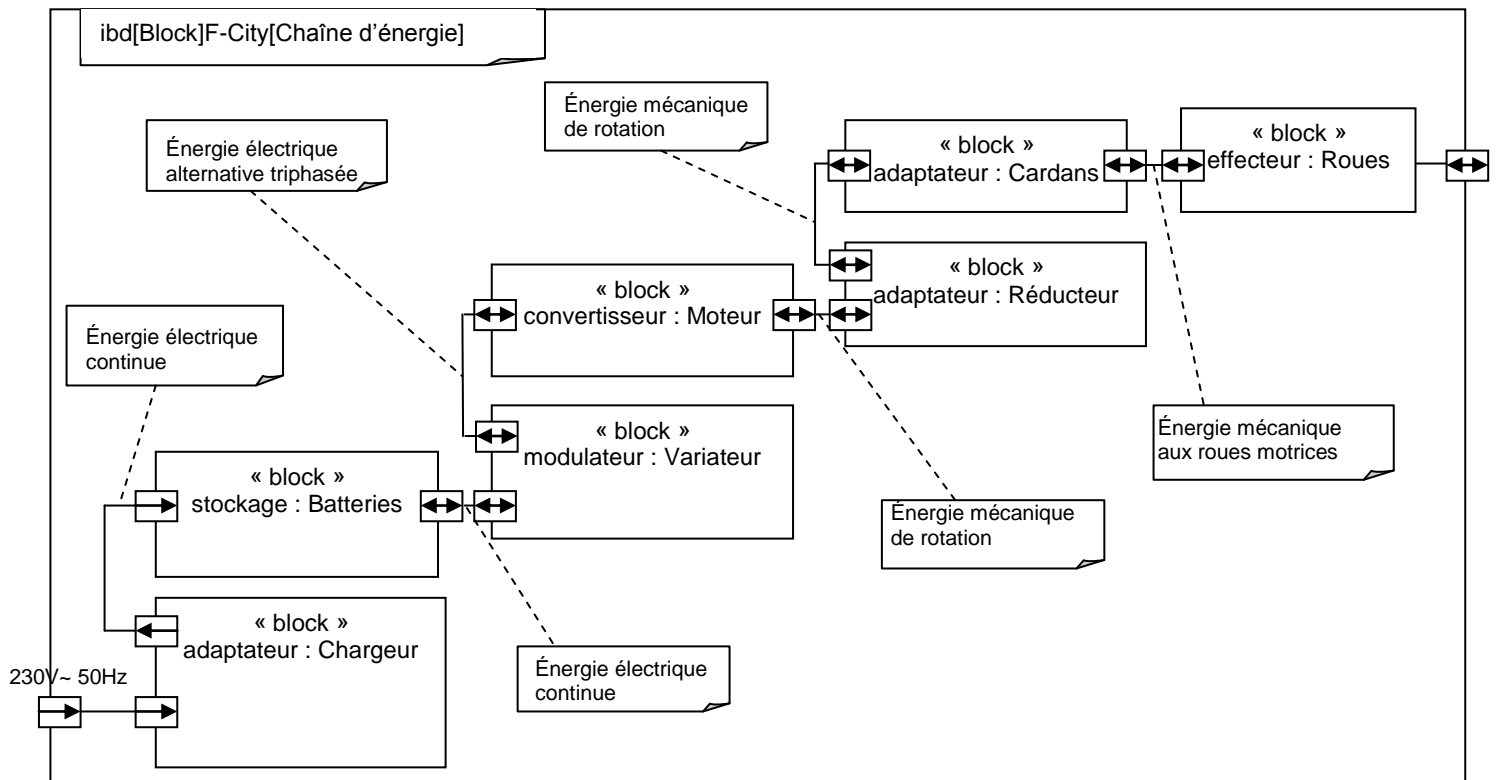 ibd[Block]F-City[Chaîne d'énergie]
Énergie mécanique
de rotation
Énergie électrique
alternative triphasée
« block »
adaptateur : Cardans
« block »
effecteur : Roues
« block »
adaptateur : Réducteur
« block »
convertisseur : Moteur
Énergie électrique
continue
« block »
modulateur : Variateur
Énergie mécanique
aux roues motrices
« block »
stockage : Batteries
Énergie mécanique
de rotation
« block »
adaptateur : Chargeur
Énergie électrique
continue
230V~ 50Hz